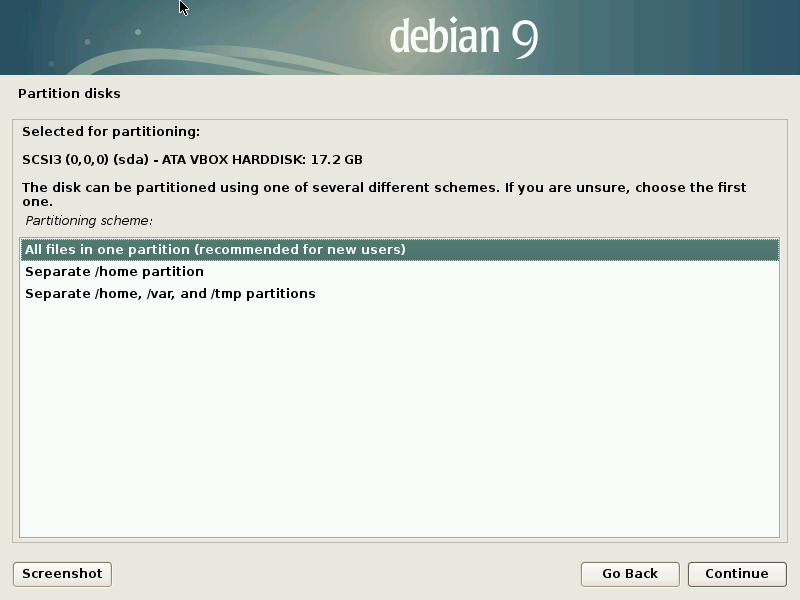 debian 9
Partition disks
Selected for partitioning:
SCSI3 (0,0,0) (sda) - ATA VBOX HARDDISK: 17.2 GB
The disk can be partitioned using one of several different schemes. If you are unsure, choose the first
one.
Partitioning scheme:
All files in one partition (recommended for new users)
Separate /home partition
Separate /home, /var, and /tmp partitions
Screenshot
Go Back
Continue